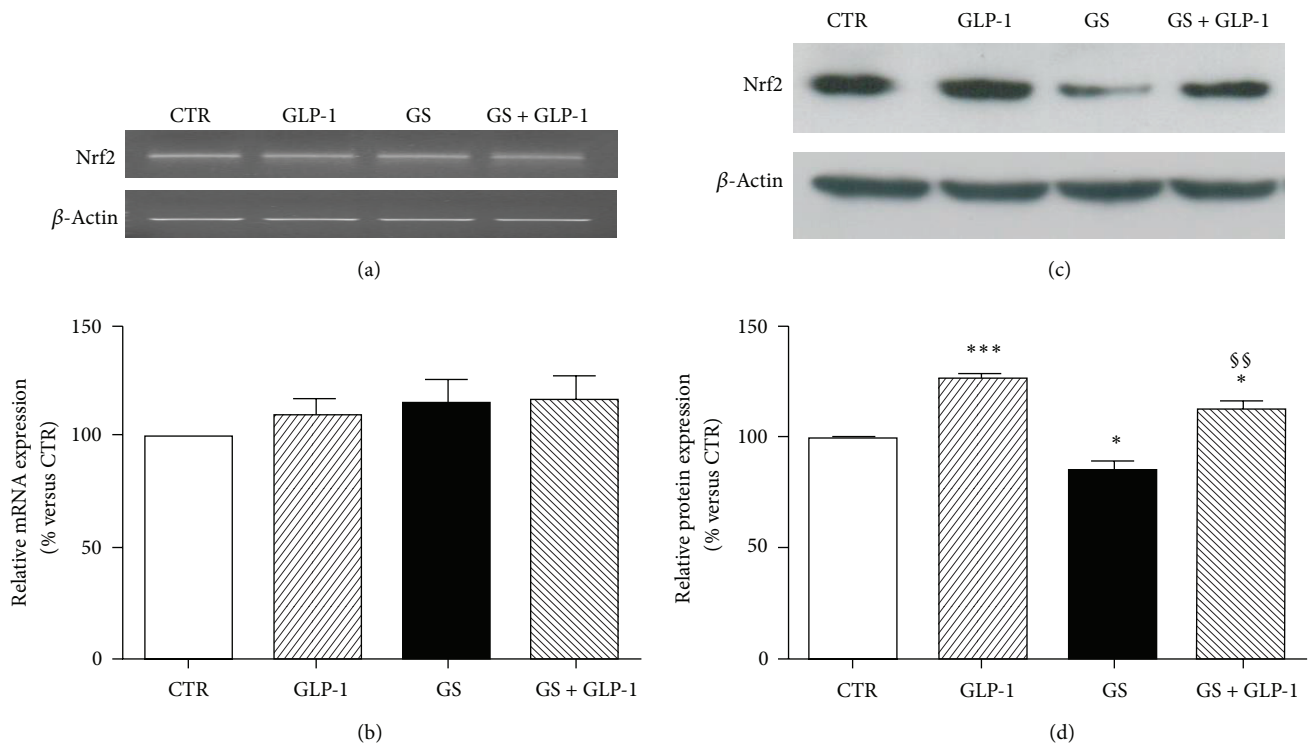 CTR GLP-1 GS GS + GLP-1
Nrf2
β-Actin
(a)
CTR GLP-1 GS GS + GLP-1
Nrf2
β-Actin
(c)
150
100
50
0
Relative mRNA expression
(% versus CTR)
CTR GLP-1 GS GS + GLP-1
(b)
150
100
50
0
Relative protein expression
(% versus CTR)
***
*
§§
*
CTR GLP-1 GS GS + GLP-1
(d)